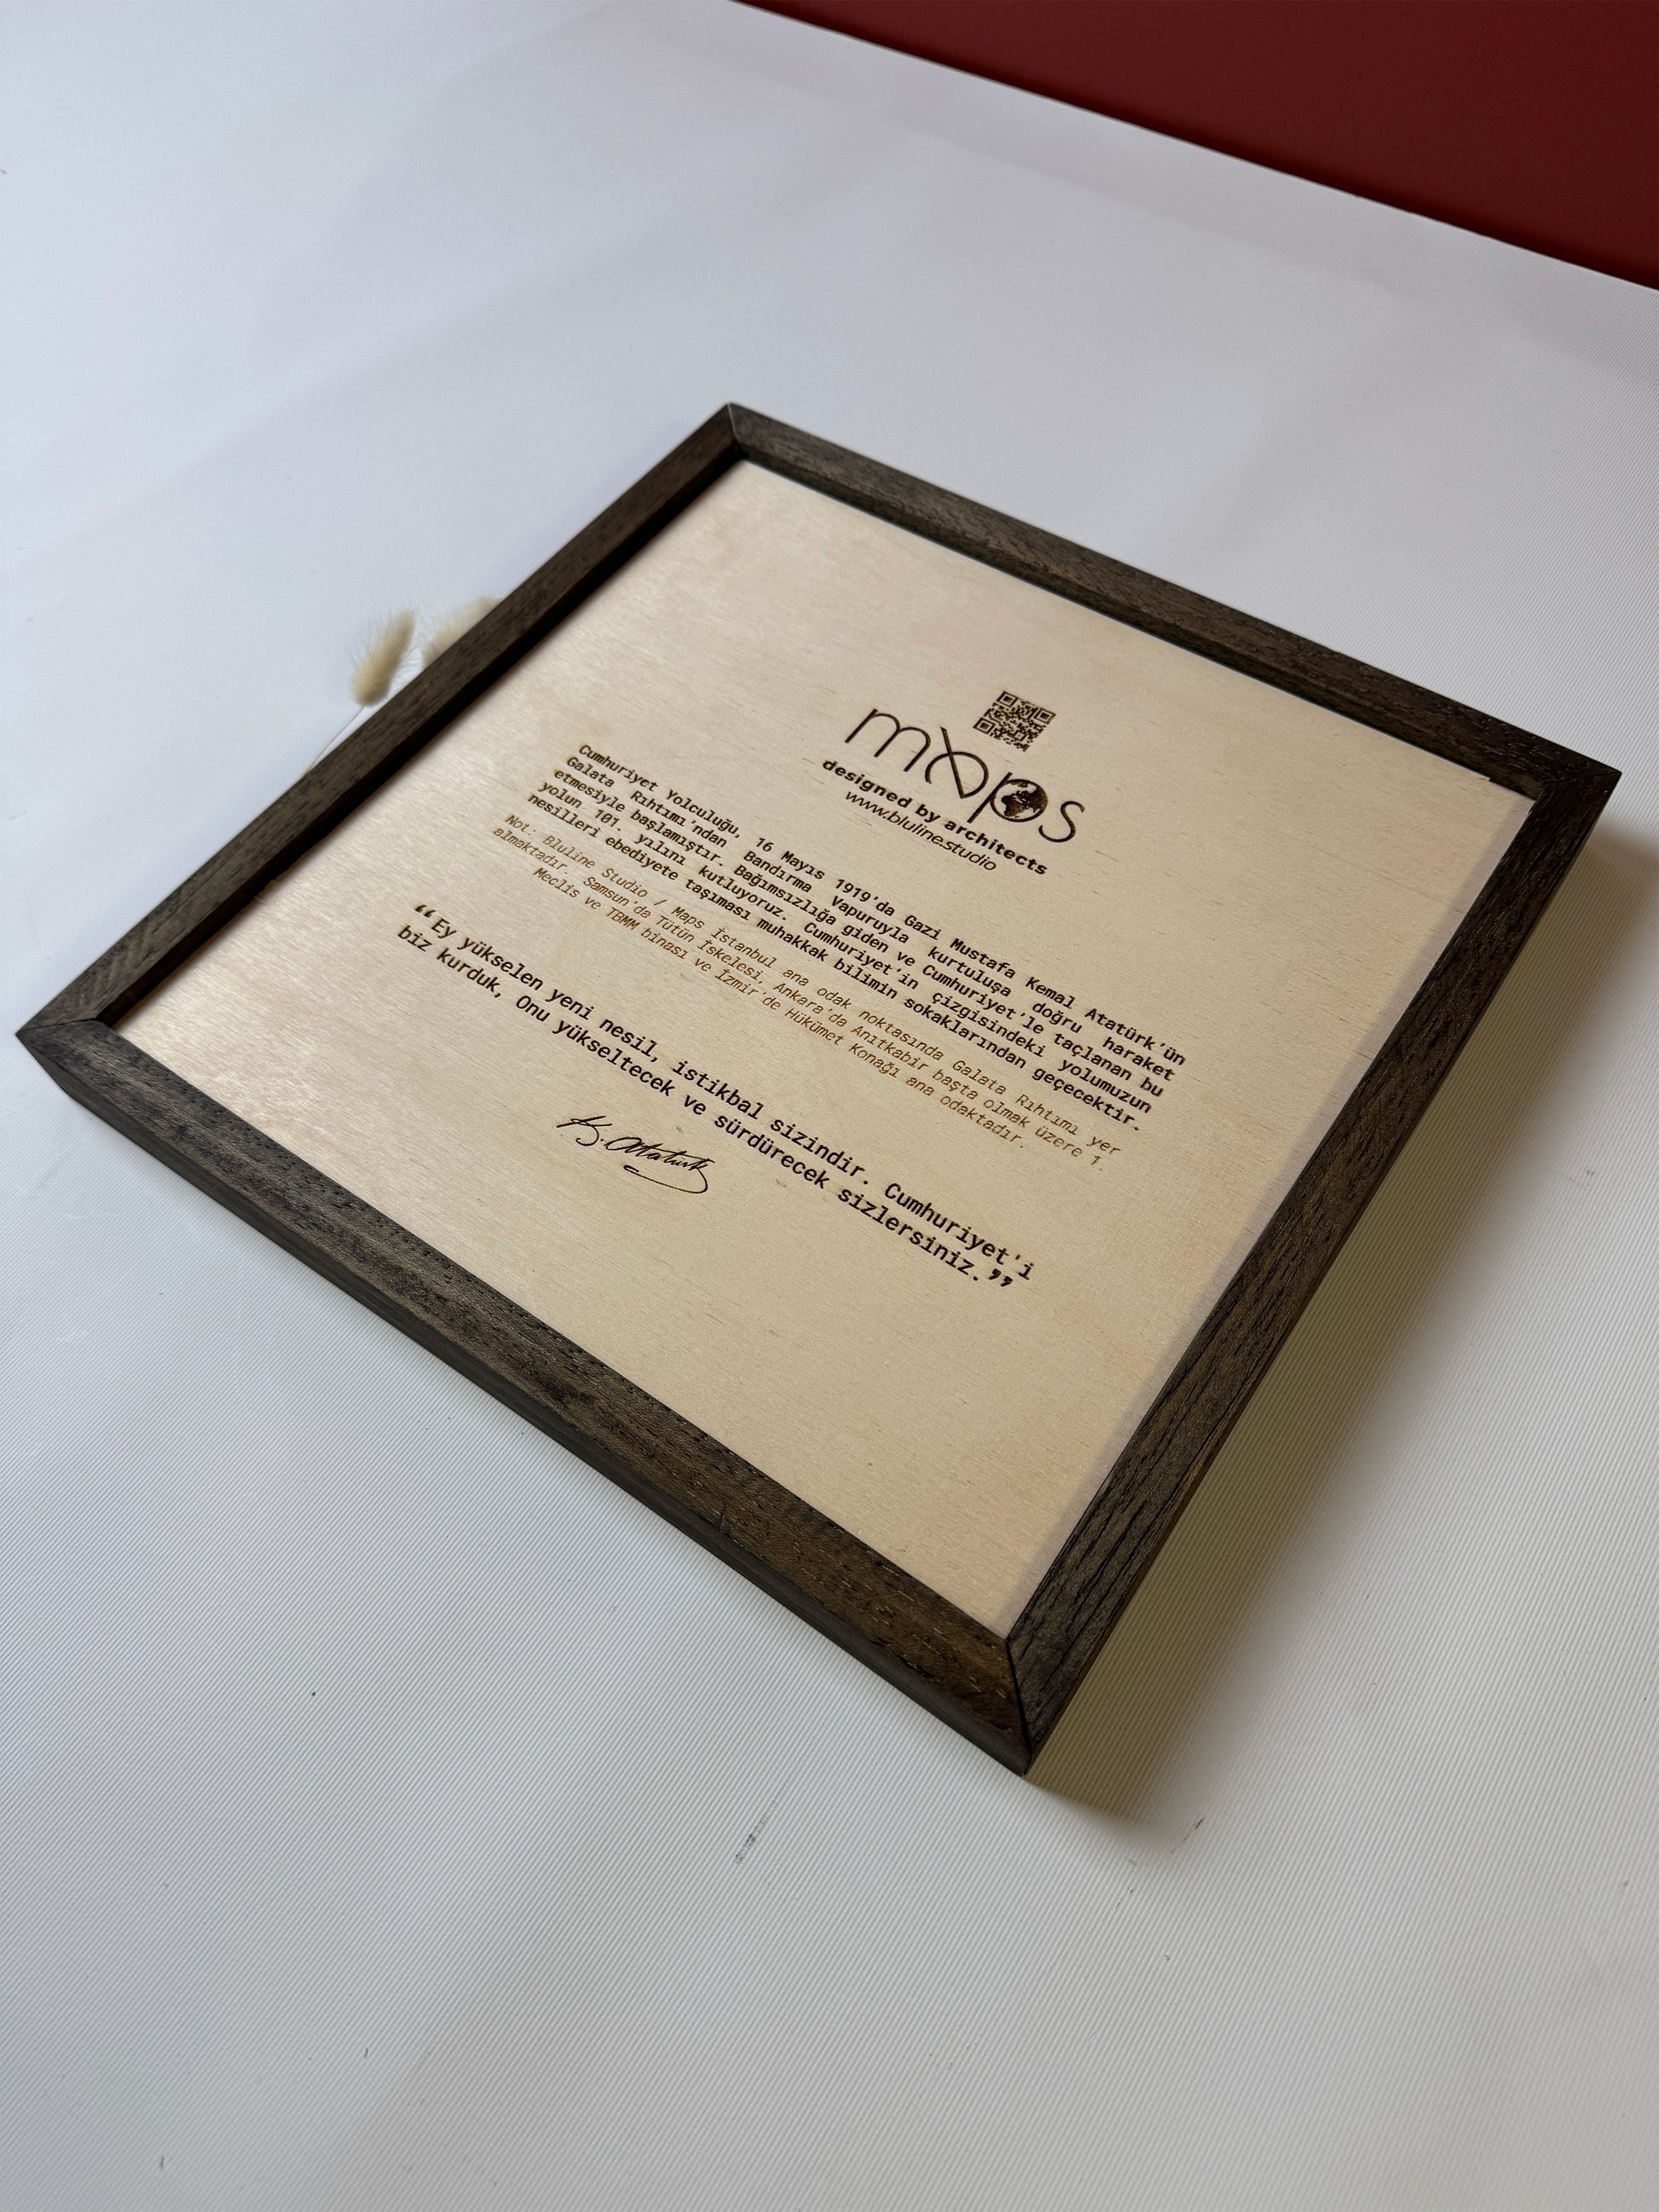 maps
designed by architects
www.bluline.studio
Cumhuriyet Yolculuğu, 16 Mayıs 1919'da Gazi Mustafa Kemal Atatürk'ün
Galata Rıhtımı'ndan Bandırma Vapuruyla kurtuluşa doğru haraket
etmesiyle başlamıştır. Bağımsızlığa giden ve Cumhuriyet'le taçlanan bu
yolun 101. yılını kutluyoruz. Cumhuriyet'in çizgisindeki yolumuzun
nesilleri ebediyete taşıması muhakkak bilimin sokaklarından geçecektir.
Not: Bluline Studio / Maps İstanbul ana odak noktasında Galata Rıhtımı yer
almaktadır. Samsun'da Tütün İskelesi, Ankara'da Anıtkabir başta olmak üzere 1.
Meclis ve TBMM binası ve İzmir'de Hükümet Konağı ana odaktadır.
“Ey yükselen yeni nesil, istikbal sizindir. Cumhuriyet'i
biz kurduk, Onu yükseltecek ve sürdürecek sizlersiniz.”
K. Atatürk